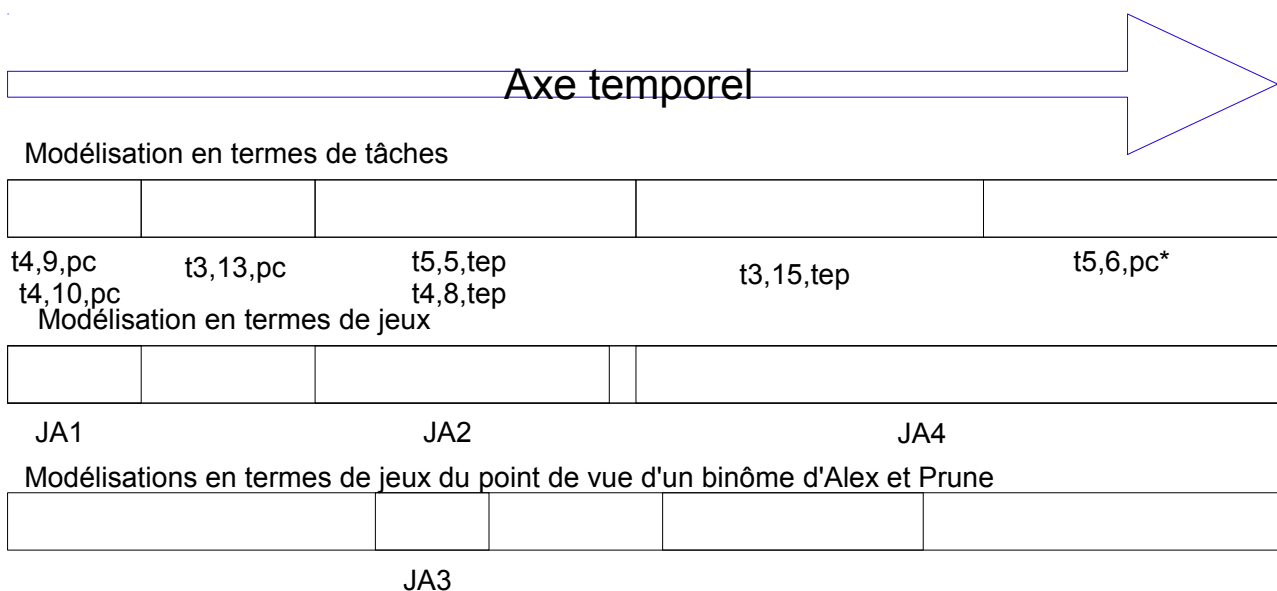 Axe temporel
Modélisation en termes de tâches
t4,9,pc t3,13,pc t5,5,tep t3,15,tep t5,6,pc*
t4,10,pc t4,8,tep
Modélisation en termes de jeux
JA1 JA2 JA4
Modélisations en termes de jeux du point de vue d'un binôme d'Alex et Prune
JA3